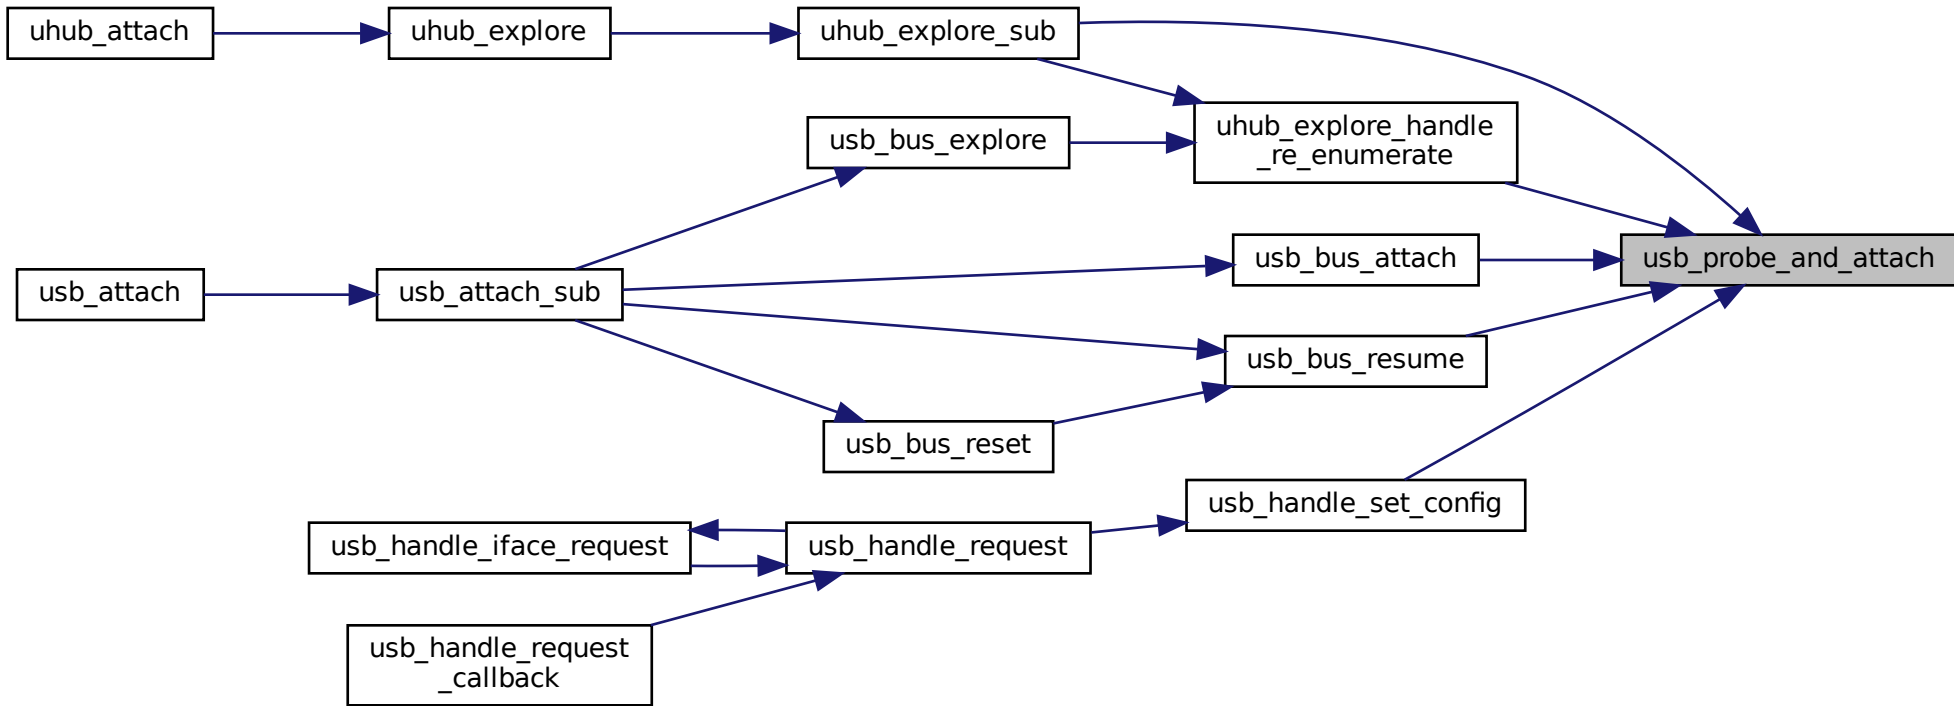 uhub_attach
uhub_explore
uhub_explore_sub
uhub_explore_handle
_re_enumerate
usb_bus_explore
usb_probe_and_attach
usb_bus_attach
usb_attach
usb_attach_sub
usb_bus_resume
usb_bus_reset
usb_handle_set_config
usb_handle_iface_request
usb_handle_request
usb_handle_request
_callback